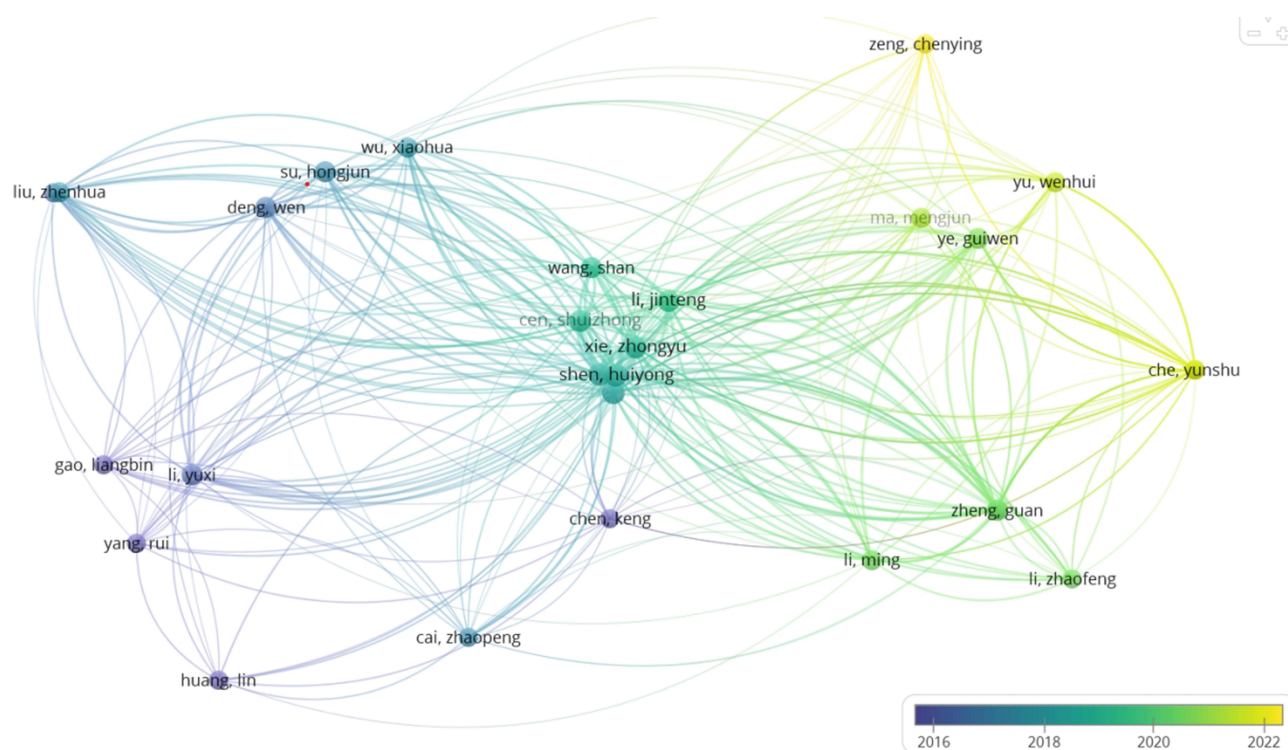 zeng, chenying
wu, xiaohua
su, hongjun
liu, zhenhua
deng, wen
yu, wenhui
ma, mengjun
ye, guiwen
wang, shan
li, jinteng
cen, shuizhong
xie, zhongyu
shen, huiyong
che, yunshu
gao, liangbin
li, yuxi
chen, keng
zheng, guan
yang, rui
li, ming
li, zhaofeng
cai, zhaopeng
huang, lin
2016 2018 2020 2022